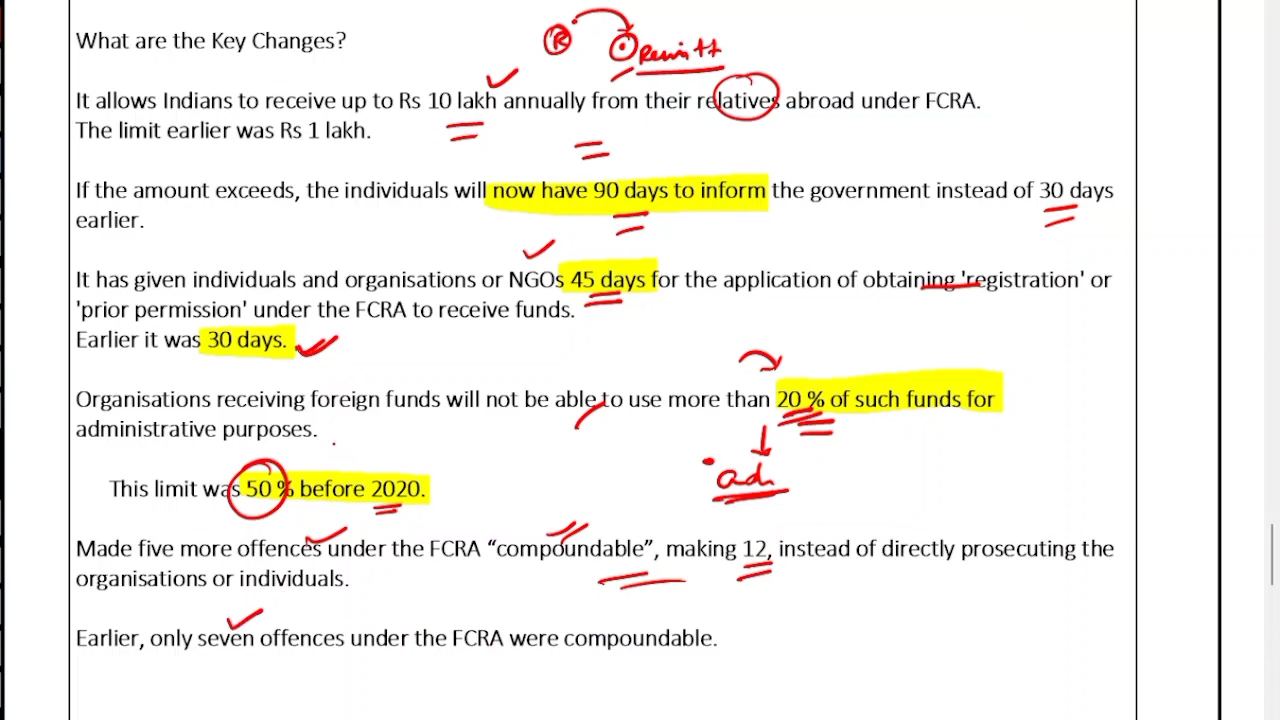 What are the Key Changes?
R
Remitt
It allows Indians to receive up to Rs 10 lakh annually from their relatives abroad under FCRA.
The limit earlier was Rs 1 lakh.
If the amount exceeds, the individuals will now have 90 days to inform the government instead of 30 days
earlier.
It has given individuals and organisations or NGOs 45 days for the application of obtaining 'registration' or
'prior permission' under the FCRA to receive funds.
Earlier it was 30 days.
Organisations receiving foreign funds will not be able to use more than 20 % of such funds for
administrative purposes.
ad
This limit was 50 % before 2020.
Made five more offences under the FCRA “compoundable”, making 12, instead of directly prosecuting the
organisations or individuals.
Earlier, only seven offences under the FCRA were compoundable.